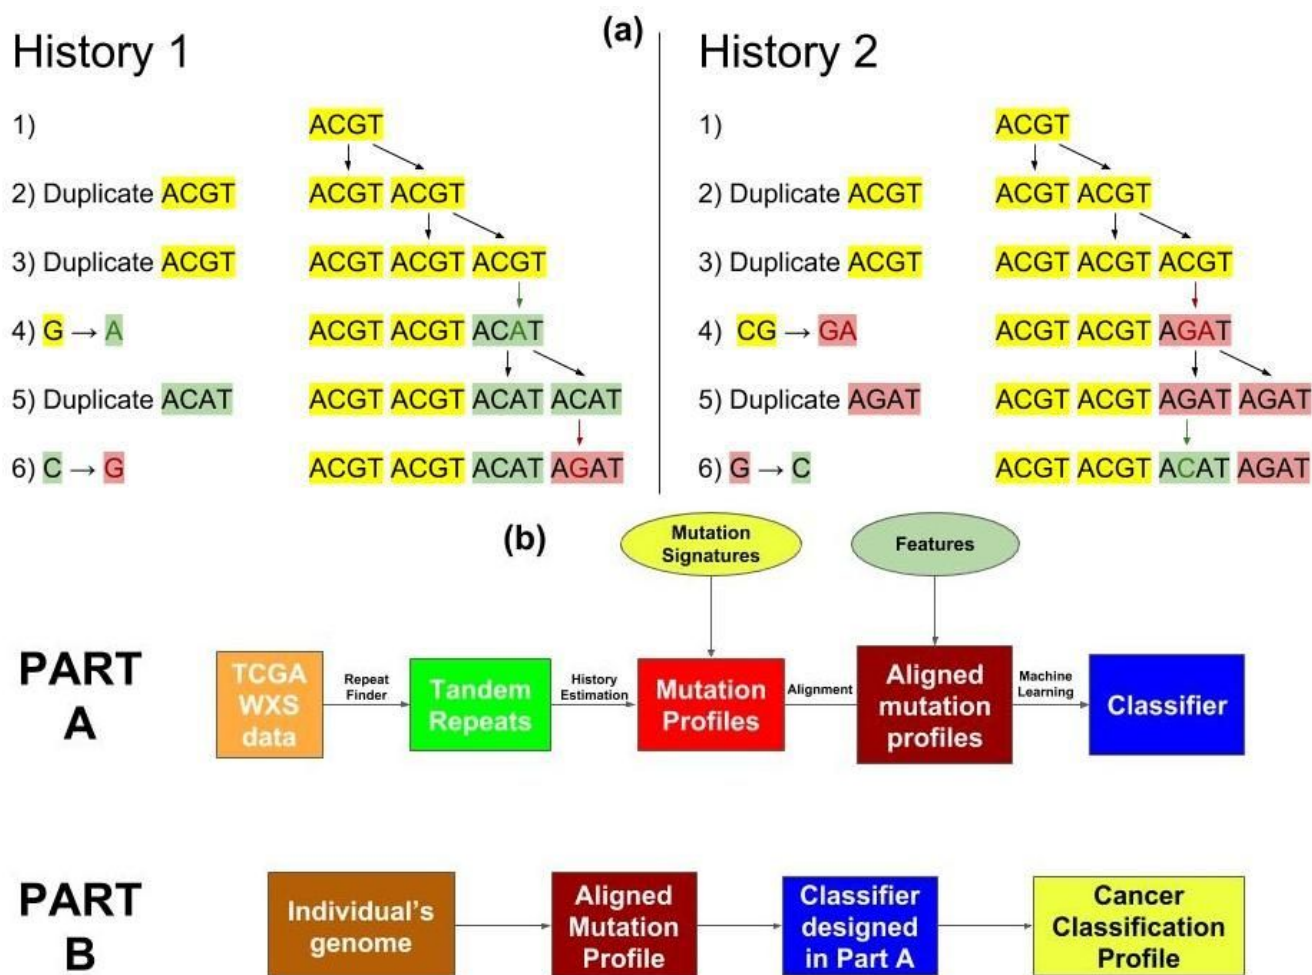 (a)
History 1
1) ACGT
2) Duplicate ACGT ACGT ACGT
3) Duplicate ACGT ACGT ACGT ACGT
4) G → A ACGT ACGT ACAT
5) Duplicate ACAT ACGT ACGT ACAT ACAT
6) C → G ACGT ACGT ACAT AGAT
History 2
1) ACGT
2) Duplicate ACGT ACGT ACGT
3) Duplicate ACGT ACGT ACGT ACGT
4) CG → GA ACGT ACGT AGAT
5) Duplicate AGAT ACGT ACGT AGAT AGAT
6) G → C ACGT ACGT ACAT AGAT
(b)
Mutation
Signatures
Features
PART
A
TCGA
WXS
data
Repeat
Finder
Tandem
Repeats
History
Estimation
Mutation
Profiles
Alignment
Aligned
mutation
profiles
Machine
Learning
Classifier
PART
B
Individual's
genome
Aligned
Mutation
Profile
Classifier
designed
in Part A
Cancer
Classification
Profile